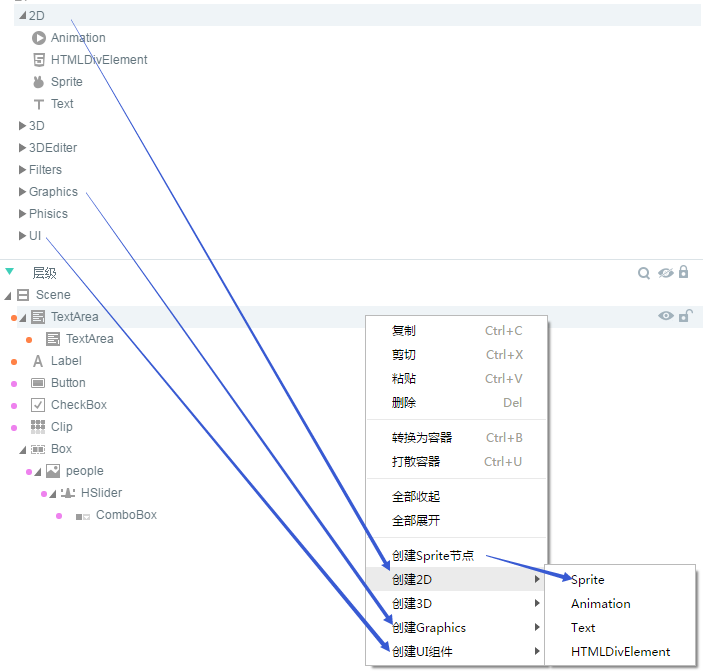 2D
Animation
HTMLDivElement
Sprite
Text
3D
3DEditer
Filters
Graphics
Phisics
UI
层级
Scene
TextArea
TextArea
Label
Button
CheckBox
Clip
Box
people
HSlider
ComboBox
复制 Ctrl+C
剪切 Ctrl+X
粘贴 Ctrl+V
删除 Del
转换为容器 Ctrl+B
打散容器 Ctrl+U
全部收起
全部展开
创建Sprite节点
创建2D
创建3D
创建Graphics
创建UI组件
Sprite
Animation
Text
HTMLDivElement